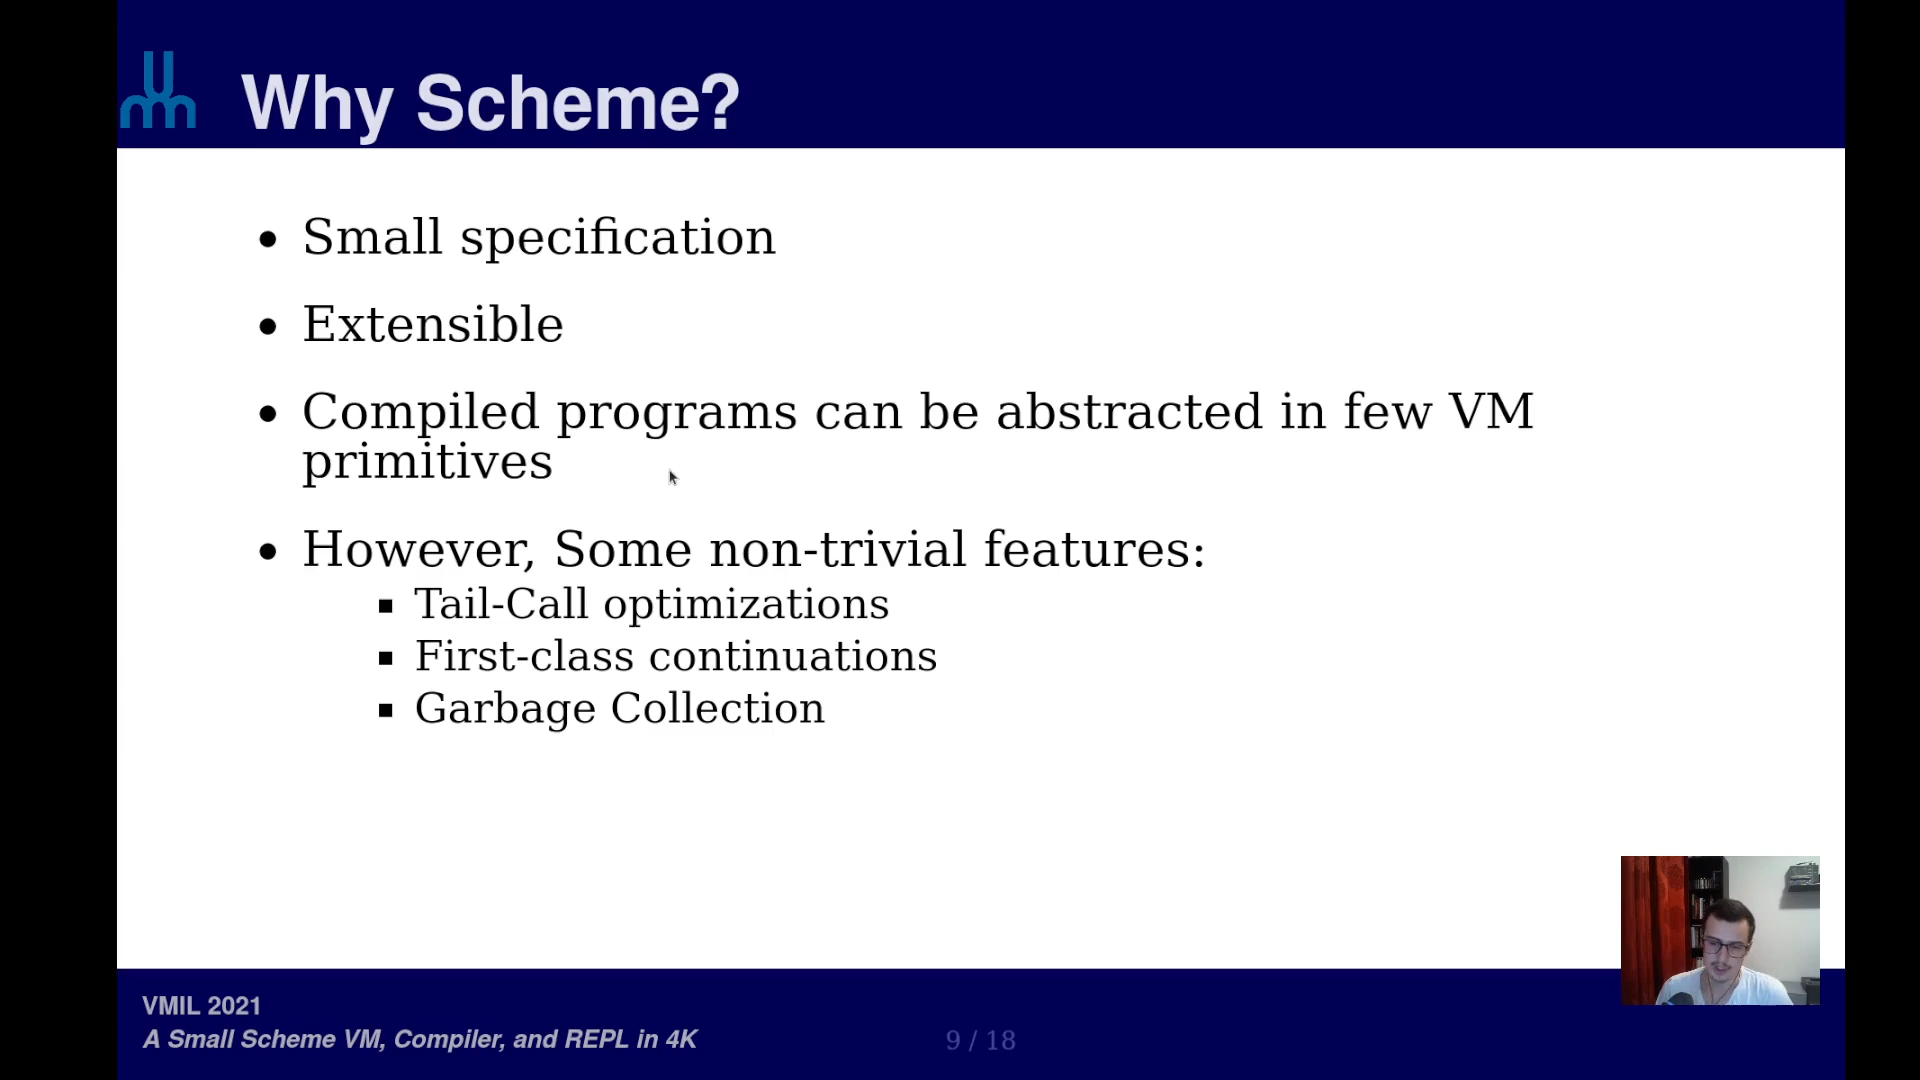 Why Scheme?
• Small specification
• Extensible
• Compiled programs can be abstracted in few VM
primitives
• However, Some non-trivial features:
▪ Tail-Call optimizations
▪ First-class continuations
▪ Garbage Collection
VMIL 2021
A Small Scheme VM, Compiler, and REPL in 4K
9 / 18